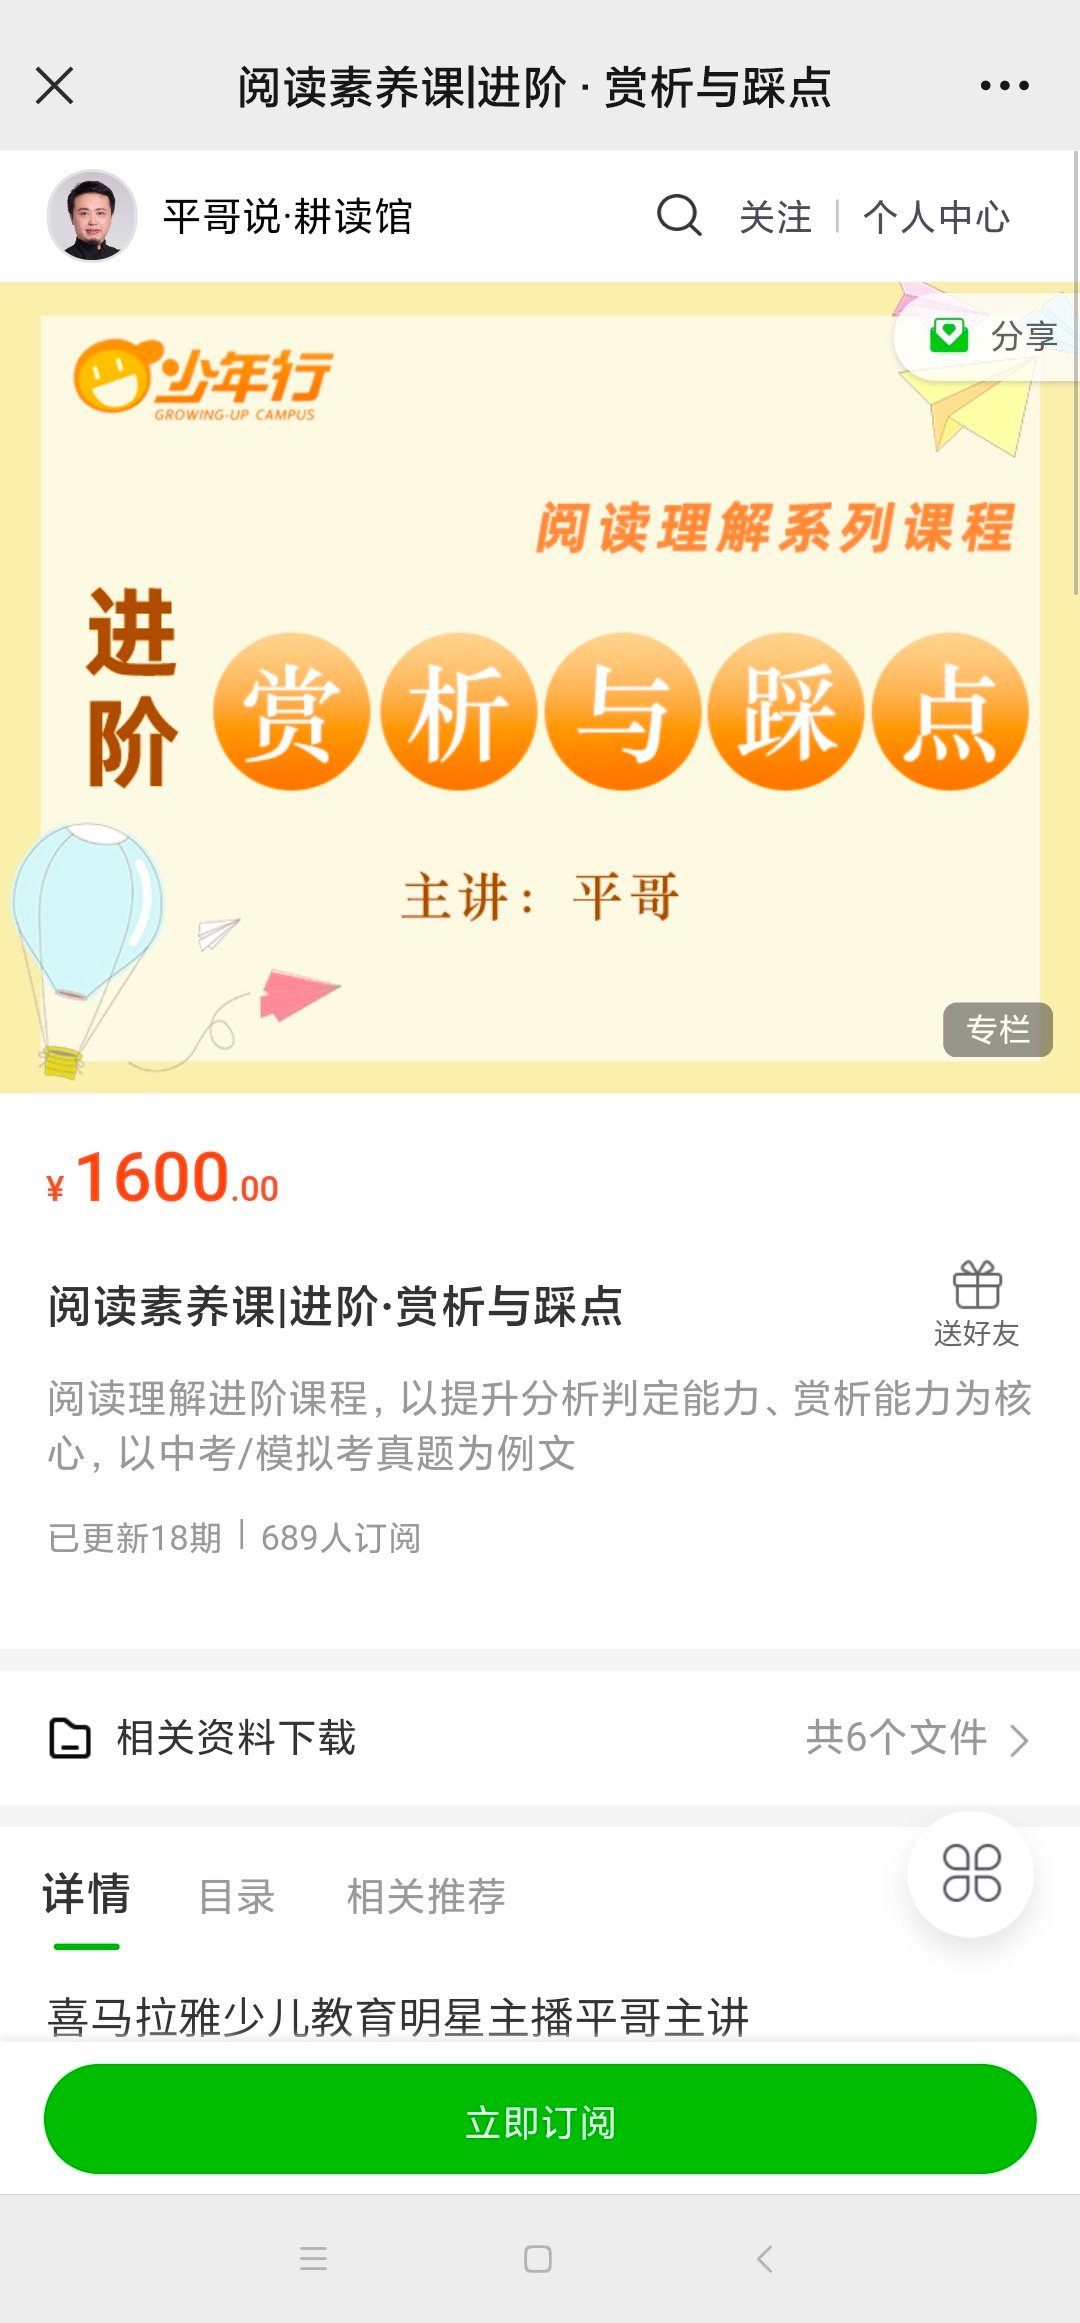 阅读素养课|进阶 · 赏析与踩点
平哥说·耕读馆
关注 | 个人中心
分享
少年行
GROWING-UP CAMPUS
阅读理解系列课程
进阶
赏析与踩点
主讲：平哥
专栏
¥1600.00
阅读素养课|进阶·赏析与踩点
送好友
阅读理解进阶课程，以提升分析判定能力、赏析能力为核
心，以中考/模拟考真题为例文
已更新18期 | 689人订阅
相关资料下载
共6个文件
详情 目录 相关推荐
喜马拉雅少儿教育明星主播平哥主讲
立即订阅